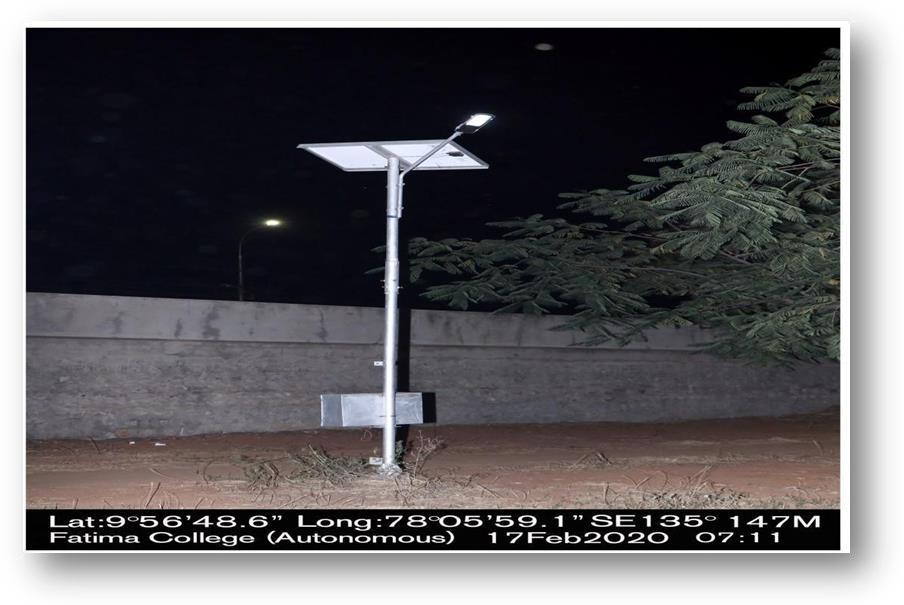 Lat:9°56'48.6" Long:78°05'59.1" SE135° 147M
Fatima College (Autonomous) 17Feb2020 07:11